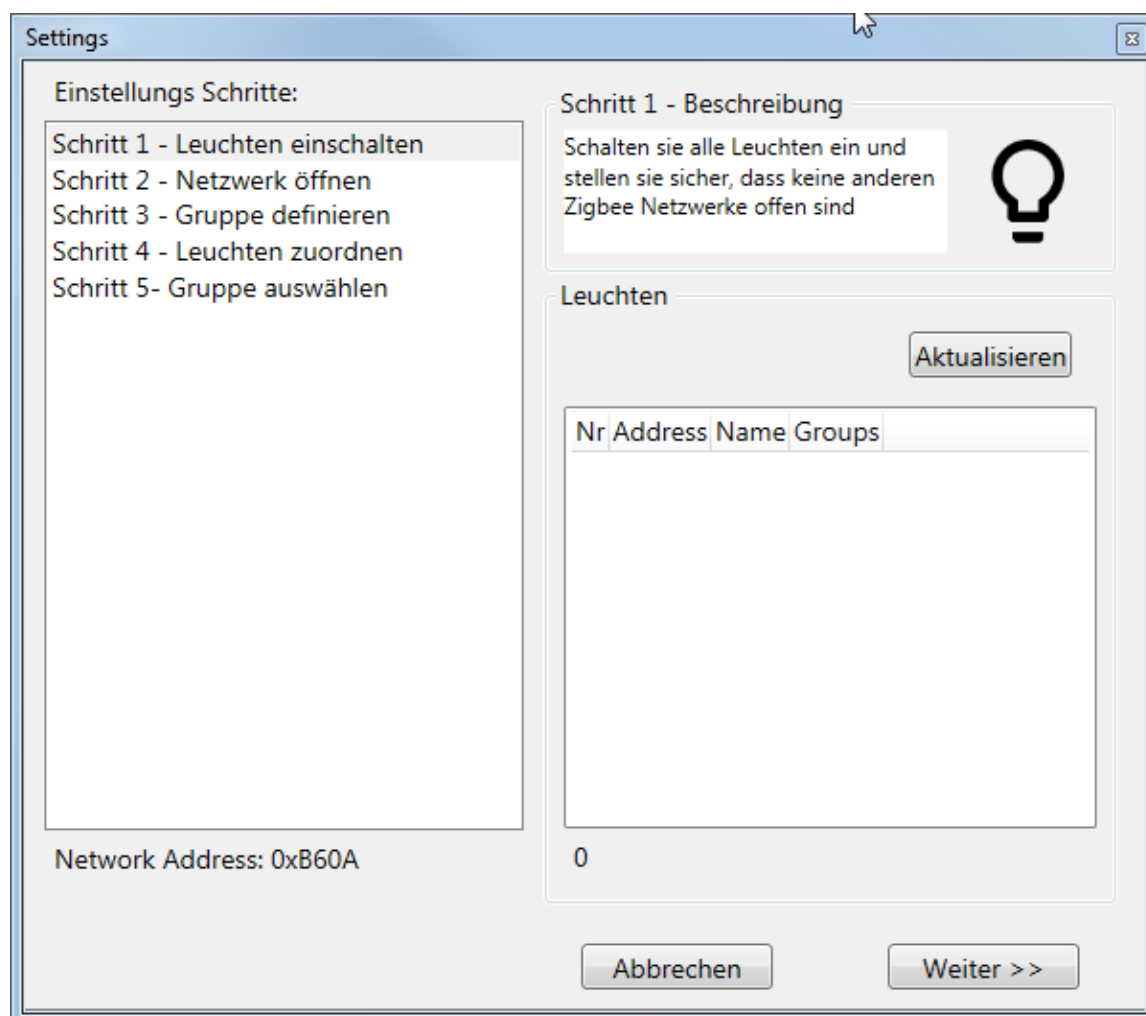 Settings
Einstellungs Schritte:
Schritt 1 - Leuchten einschalten
Schritt 2 - Netzwerk öffnen
Schritt 3 - Gruppe definieren
Schritt 4 - Leuchten zuordnen
Schritt 5- Gruppe auswählen
Network Address: 0xB60A
Schritt 1 - Beschreibung
Schalten sie alle Leuchten ein und
stellen sie sicher, dass keine anderen
Zigbee Netzwerke offen sind
Leuchten
Aktualisieren
Nr Address Name Groups
0
Abbrechen
Weiter >>